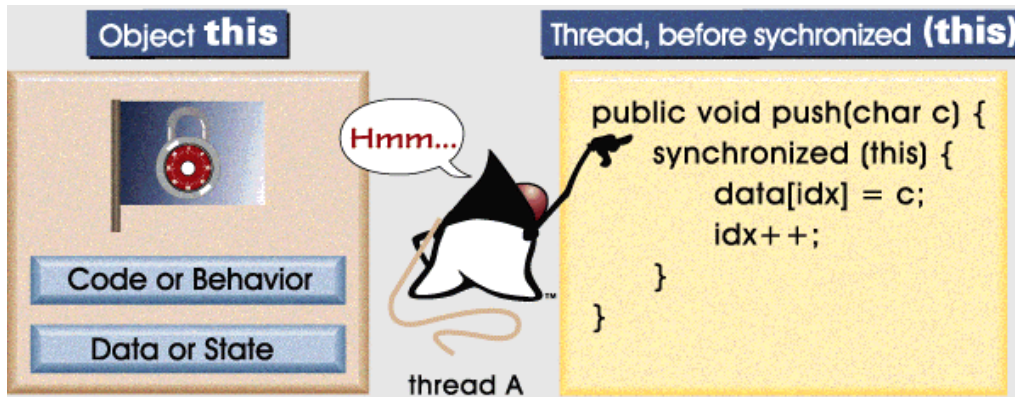 Object this
Thread, before sychronized (this)
Code or Behavior
Data or State
Hmm...
thread A
TM
public void push(char c) {
synchronized (this) {
data[idx] = c;
idx++;
}
}